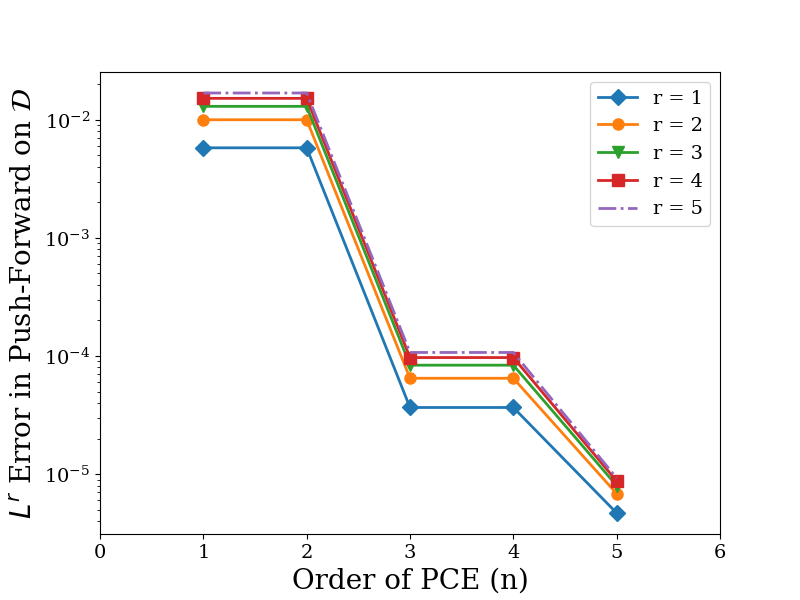 r = 1
r = 2
r = 3
r = 4
r = 5
L^r Error in Push-Forward on 𝒟
10^−2
10^−3
10^−4
10^−5
0 1 2 3 4 5 6
Order of PCE (n)